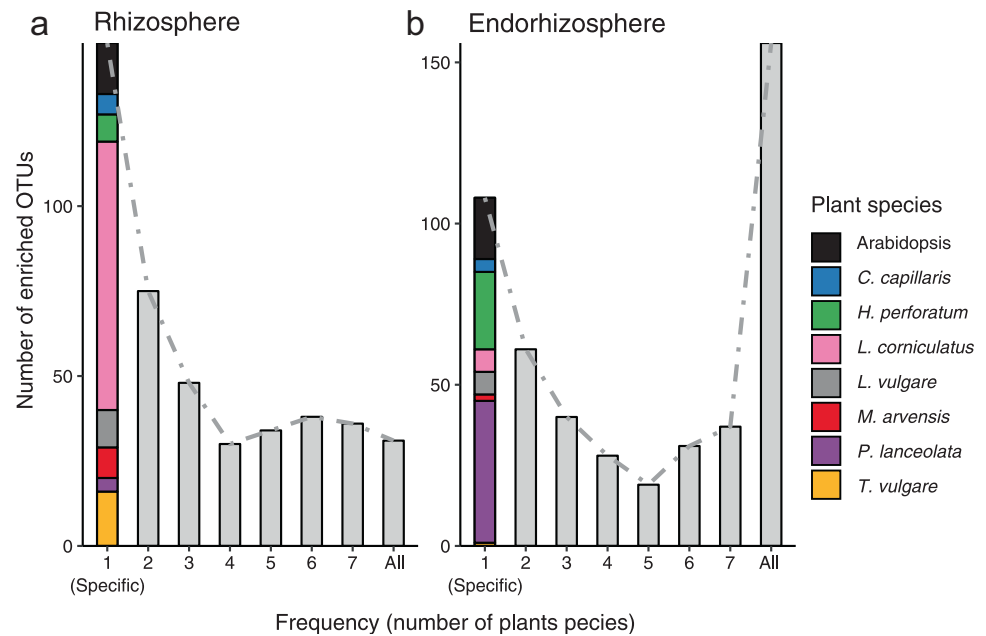 a Rhizosphere
b Endorhizosphere
Number of enriched OTUs
100
50
0
1 2 3 4 5 6 7 All
(Specific)
150
100
50
0
1 2 3 4 5 6 7 All
(Specific)
Frequency (number of plants pecies)
Plant species
Arabidopsis
C. capillaris
H. perforatum
L. corniculatus
L. vulgare
M. arvensis
P. lanceolata
T. vulgare